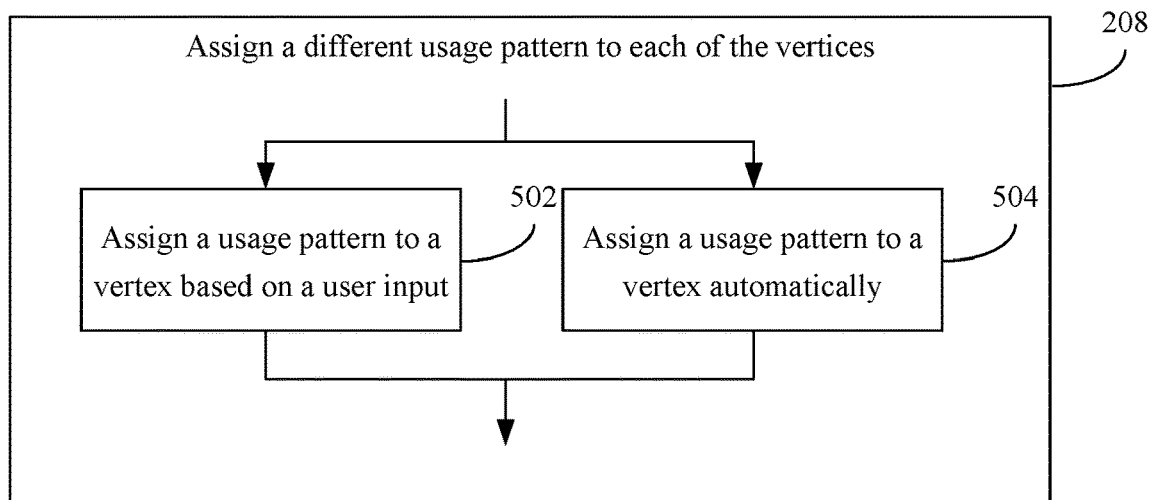 208
Assign a different usage pattern to each of the vertices
502
504
Assign a usage pattern to a
vertex based on a user input
Assign a usage pattern to a
vertex automatically